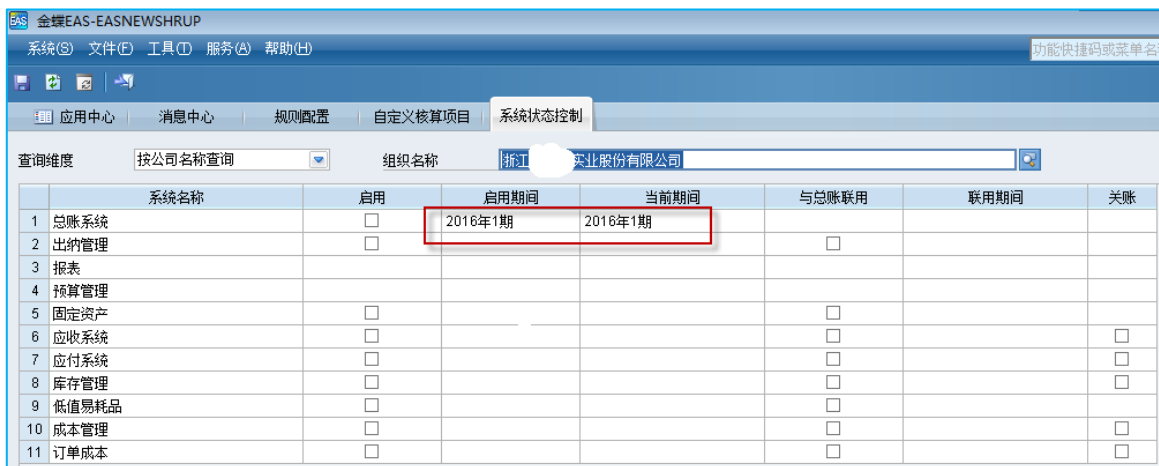 EAS 金蝶EAS-EASNEWSHRUP
系统(S) 文件(F) 工具(T) 服务(A) 帮助(H) 功能快捷码或菜单名
应用中心 消息中心 规则配置 自定义核算项目 系统状态控制
查询维度 按公司名称查询 组织名称 浙江 实业股份有限公司
系统名称 启用 启用期间 当前期间 与总账联用 联用期间 关账
1 总账系统 2016年1期 2016年1期
2 出纳管理
3 报表
4 预算管理
5 固定资产
6 应收系统
7 应付系统
8 库存管理
9 低值易耗品
10 成本管理
11 订单成本